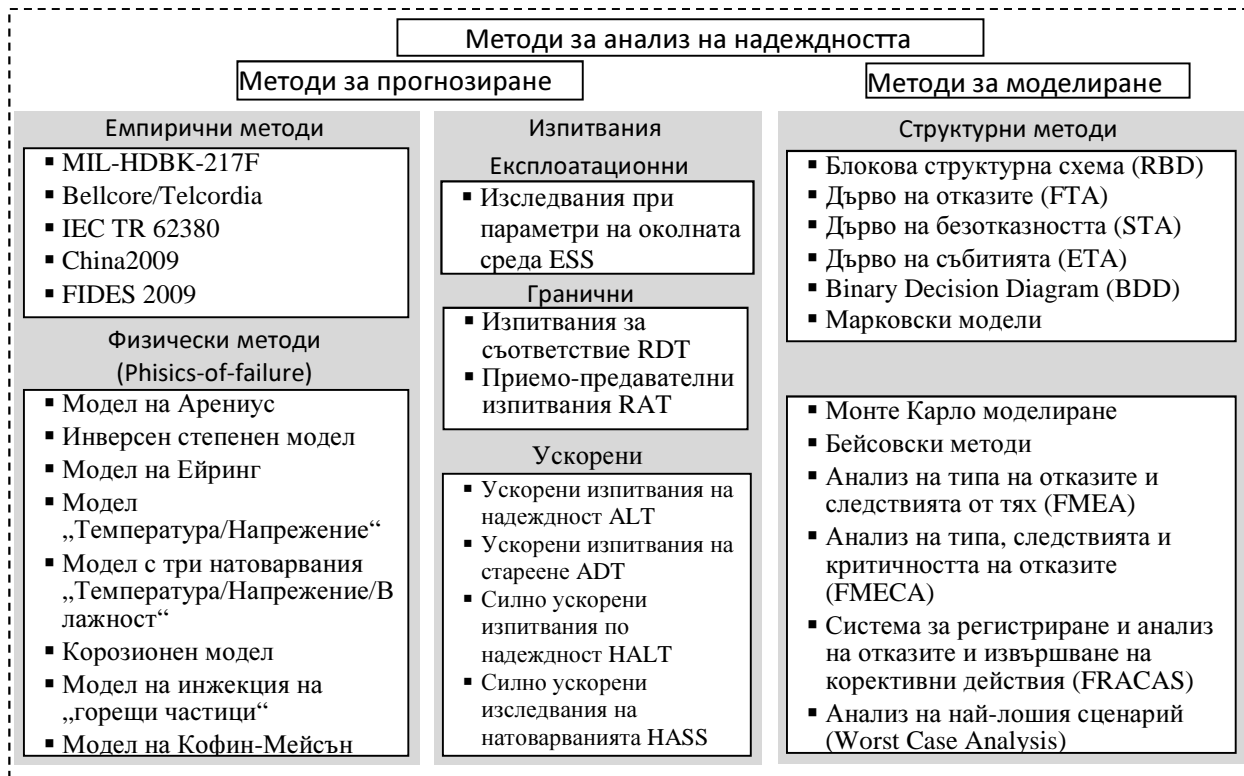 Методи за анализ на надеждността
Методи за прогнозиране
Методи за моделиране
Емпирични методи
▪ MIL-HDBK-217F
▪ Bellcore/Telcordia
▪ IEC TR 62380
▪ China2009
▪ FIDES 2009
Физически методи
(Phisics-of-failure)
▪ Модел на Арениус
▪ Инверсен степенен модел
▪ Модел на Ейринг
▪ Модел
„Температура/Напрежение“
▪ Модел с три натоварвания
„Температура/Напрежение/В
лажност“
▪ Корозионен модел
▪ Модел на инжекция на
„горещи частици“
▪ Модел на Кофин-Мейсън
Изпитвания
Експлоатационни
▪ Изследвания при
параметри на околната
среда ESS
Гранични
▪ Изпитвания за
съответствие RDT
▪ Приемо-предавателни
изпитвания RAT
Ускорени
▪ Ускорени изпитвания на
надеждност ALT
▪ Ускорени изпитвания на
стареене ADT
▪ Силно ускорени
изпитвания по
надеждност HALT
▪ Силно ускорени
изследвания на
натоварванията HASS
Структурни методи
▪ Блокова структурна схема (RBD)
▪ Дърво на отказите (FTA)
▪ Дърво на безотказността (STA)
▪ Дърво на събитията (ETA)
▪ Binary Decision Diagram (BDD)
▪ Марковски модели
▪ Монте Карло моделиране
▪ Бейсовски методи
▪ Анализ на типа на отказите и
следствията от тях (FMEA)
▪ Анализ на типа, следствията и
критичността на отказите
(FMECA)
▪ Система за регистриране и анализ
на отказите и извършване на
корективни действия (FRACAS)
▪ Анализ на най-лошия сценарий
(Worst Case Analysis)